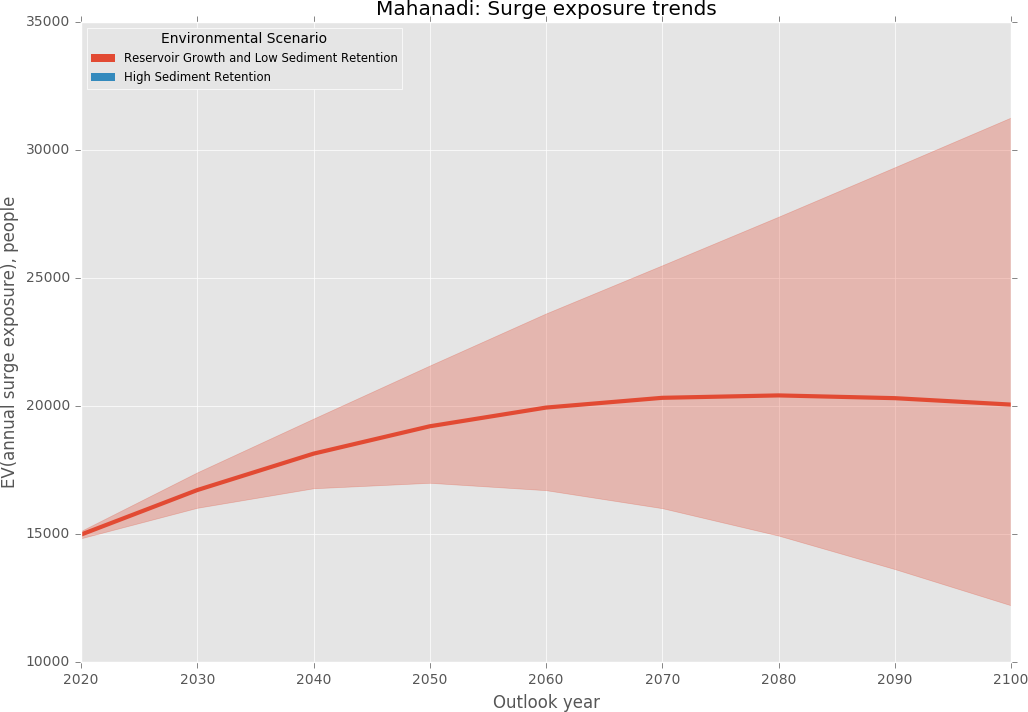 Mahanadi: Surge exposure trends
35000
Environmental Scenario
Reservoir Growth and Low Sediment Retention
High Sediment Retention
30000
25000
20000
15000
10000
EV(annual surge exposure), people
2020 2030 2040 2050 2060 2070 2080 2090 2100
Outlook year